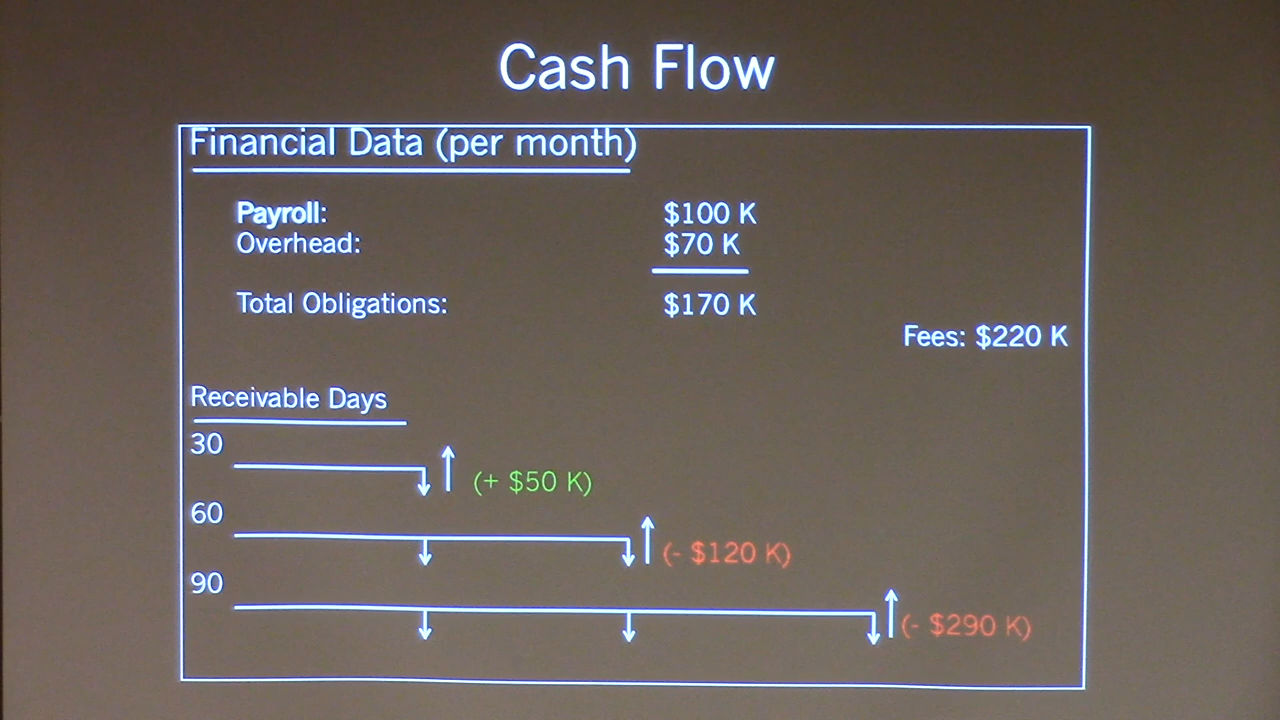 Cash Flow
Financial Data (per month)
Payroll: $100 K
Overhead: $70 K
Total Obligations: $170 K
Fees: $220 K
Receivable Days
30
(+ $50 K)
60
(- $120 K)
90
(- $290 K)